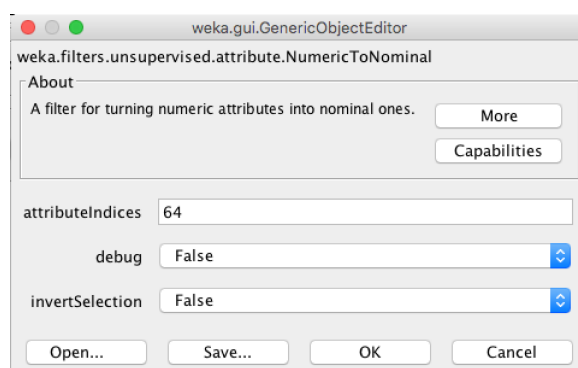 weka.gui.GenericObjectEditor
weka.filters.unsupervised.attribute.NumericToNominal
About
A filter for turning numeric attributes into nominal ones.
More
Capabilities
attributeIndices 64
debug False
invertSelection False
Open... Save... OK Cancel